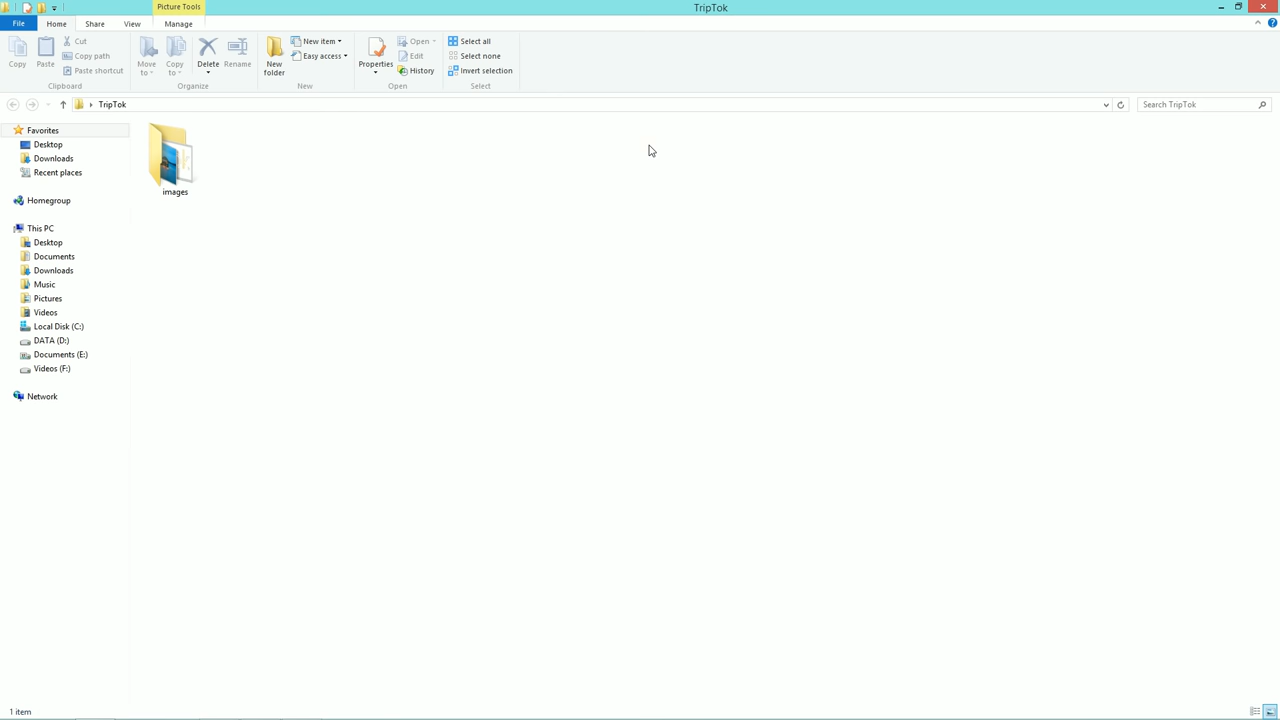 Picture Tools
TripTok
File Home Share View Manage
Copy
Paste
Cut
Copy path
Paste shortcut
Clipboard
Move to
Copy to
Delete
Rename
Organize
New folder
New item
Easy access
New
Properties
Open
Edit
History
Open
Select all
Select none
Invert selection
Select
TripTok
Search TripTok
Favorites
Desktop
Downloads
Recent places
Homegroup
This PC
Desktop
Documents
Downloads
Music
Pictures
Videos
Local Disk (C:)
DATA (D:)
Documents (E:)
Videos (F:)
Network
images
1 item